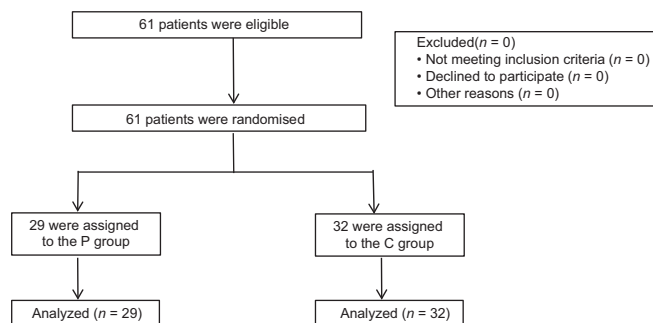 61 patients were eligible
Excluded(n = 0)
• Not meeting inclusion criteria (n = 0)
• Declined to participate (n = 0)
• Other reasons (n = 0)
61 patients were randomised
29 were assigned
to the P group
32 were assigned
to the C group
Analyzed (n = 29)
Analyzed (n = 32)